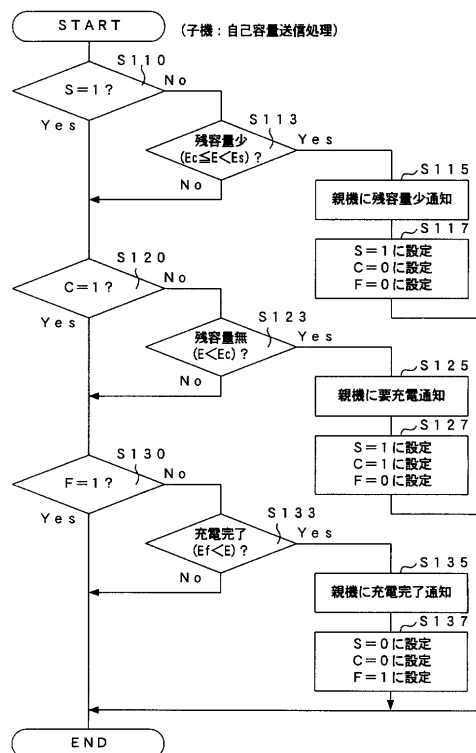 START
(子機:自己容量送信処理)
S110
S=1?
No
Yes
S113
残容量少
(Ec≦E<Es)?
Yes
No
S115
親機に残容量少通知
S117
S=1に設定
C=0に設定
F=0に設定
S120
C=1?
No
Yes
S123
残容量無
(E<Ec)?
Yes
No
S125
親機に要充電通知
S127
S=1に設定
C=1に設定
F=0に設定
S130
F=1?
No
Yes
S133
充電完了
(Ef<E)?
Yes
No
S135
親機に充電完了通知
S137
S=0に設定
C=0に設定
F=1に設定
END